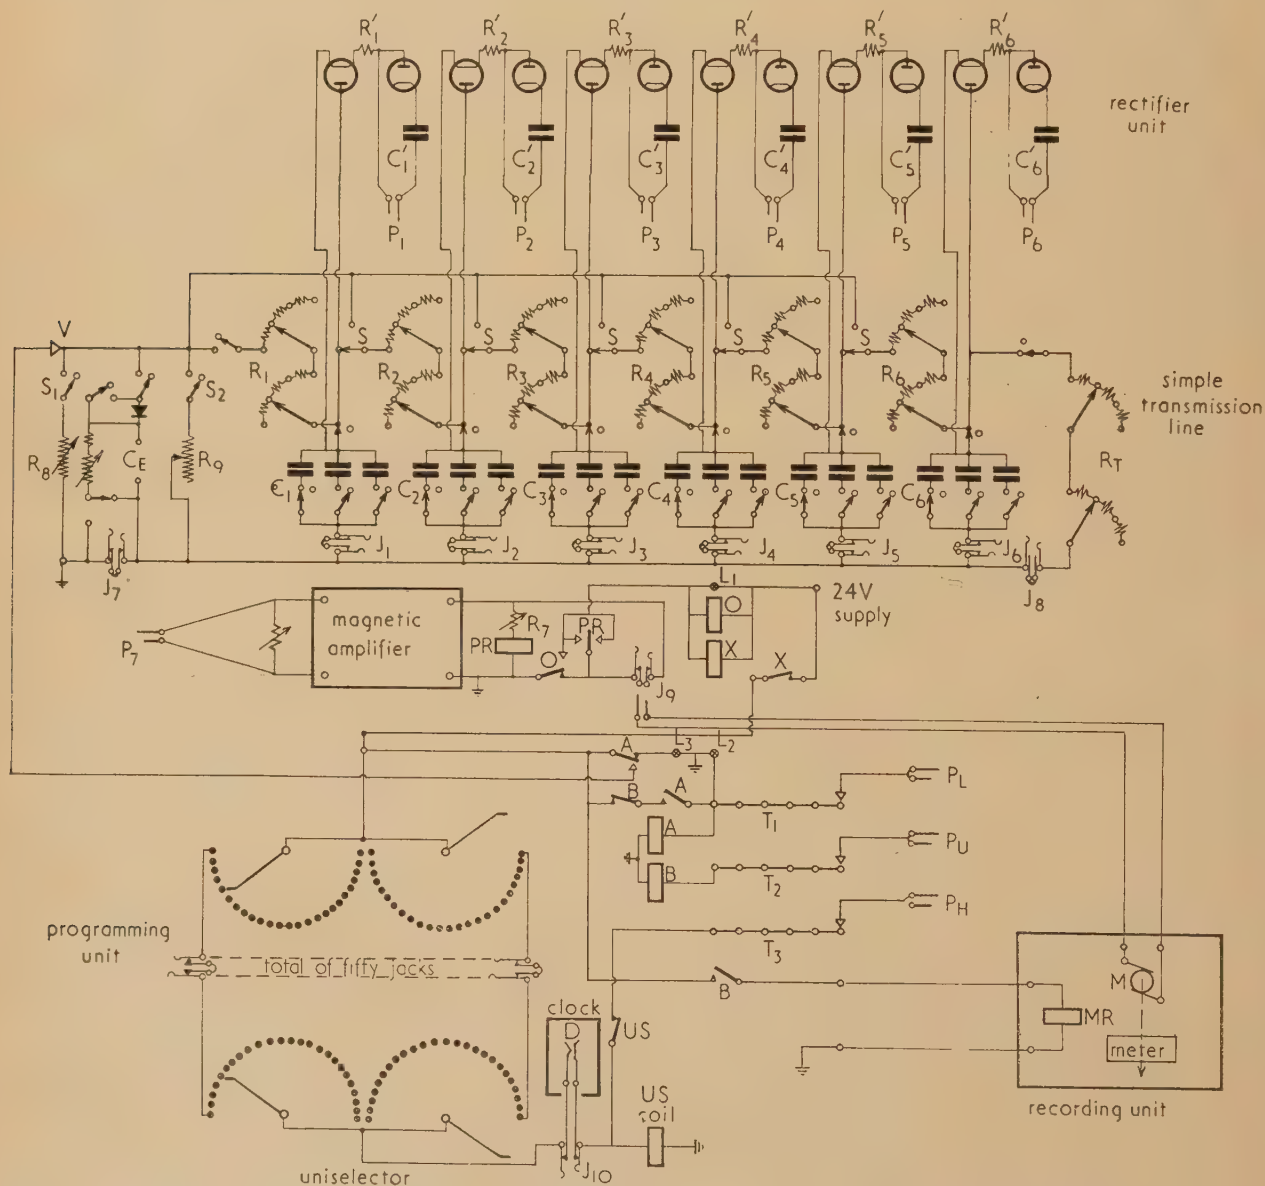 R'1 R'2 R'3 R'4 R'5 R'6
rectifier
unit
C'1 C'2 C'3 C'4 C'5 C'6
P1 P2 P3 P4 P5 P6
V
S S S S S
R1 R2 R3 R4 R5 R6
S1 S2
simple
transmission
line
R8 CE R9 RT
C1 C2 C3 C4 C5 C6
J1 J2 J3 J4 J5 J6
J7 J8
L1
24V
supply
O
P7
magnetic
amplifier
R7
PR
PR
O
X
X
J9
L3 L2
A
B A
A
B
T1 PL
T2 PU
T3 PH
B
programming
unit
total of fifty jacks
clock
D
US
US
coil
J10
uniselector
M
MR
meter
recording unit